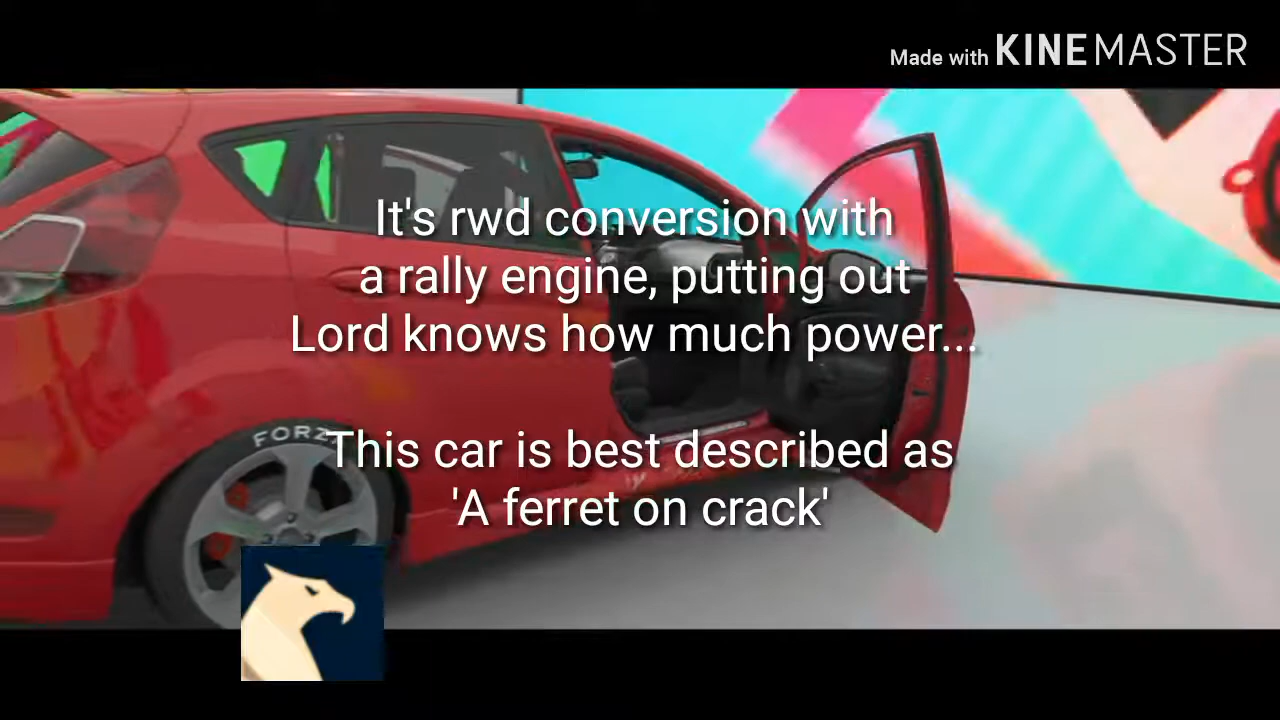 Made with KINEMASTER
It's rwd conversion with
a rally engine, putting out
Lord knows how much power...
FORZA
This car is best described as
'A ferret on crack'